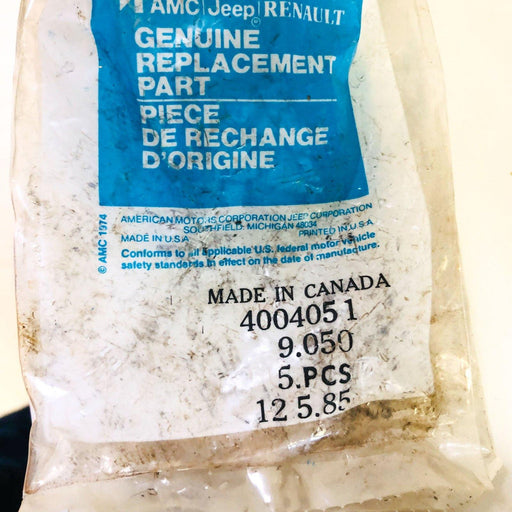 AMC | Jeep | RENAULT
©
GENUINE
REPLACEMENT
PART
PIECE
DE RECHANGE
D'ORIGINE
© AMC 1974
AMERICAN MOTORS CORPORATION JEEP CORPORATION
SOUTHFIELD, MICHIGAN 48034
MADE IN U.S.A. PRINTED IN U.S.A.
Conforms to all applicable U.S. federal motor vehicle
safety standards in effect on the date of manufacture.
MADE IN CANADA
4004051
9.050
5.PCS
12 5.85